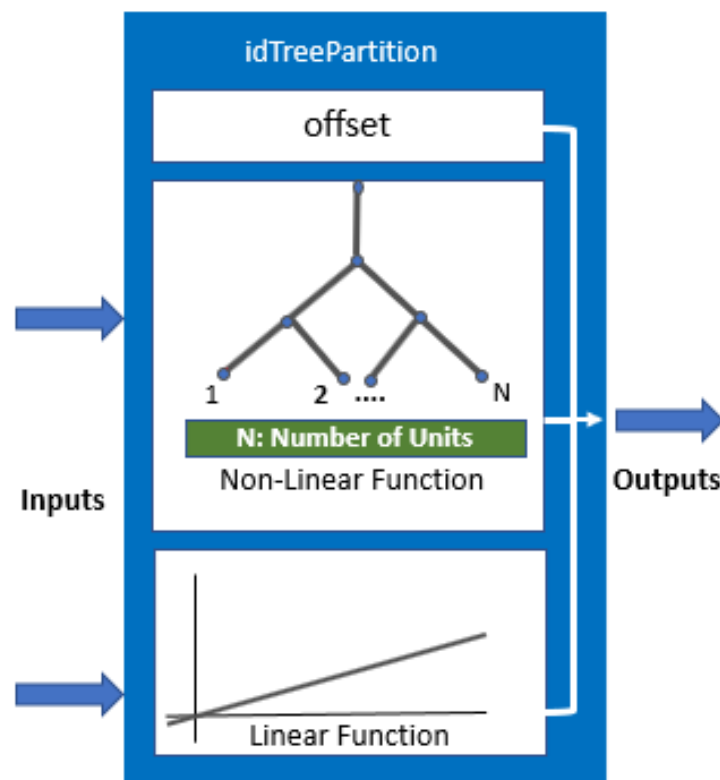 idTreePartition
offset
1 2 .... N
N: Number of Units
Non-Linear Function
Inputs
Outputs
Linear Function